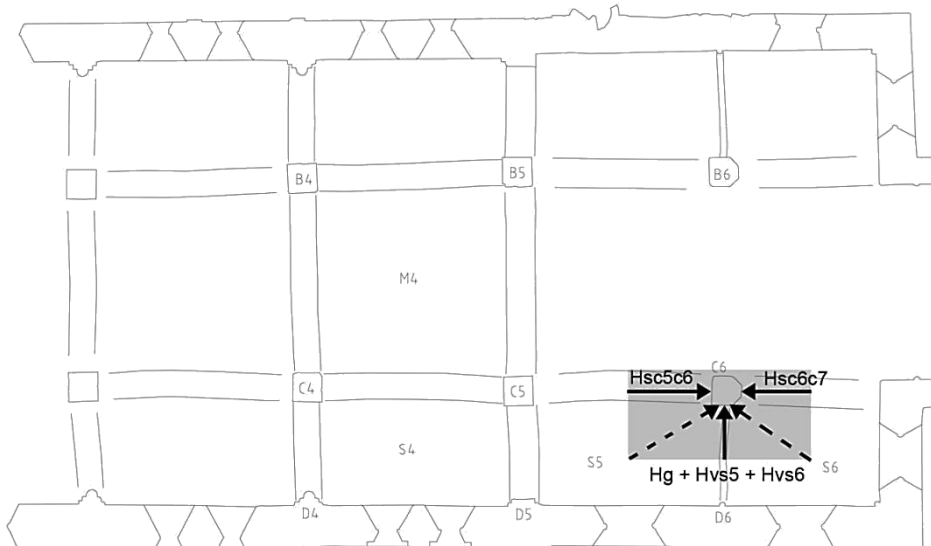 B4
B5
B6
M4
C6
Hsc5c6
Hsc6c7
C4
C5
S4
S5
S6
Hg + Hvs5 + Hvs6
D4
D5
D6